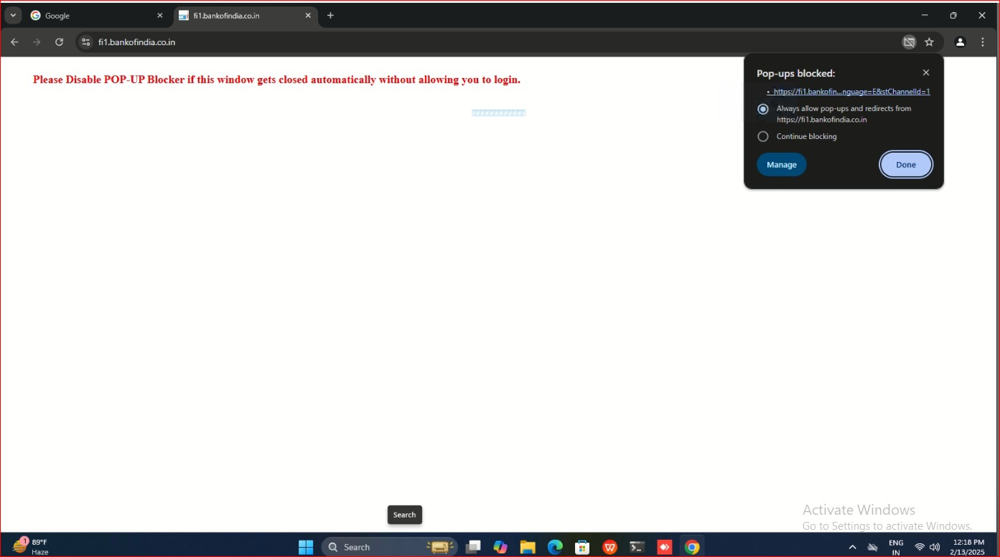 Google
fi1.bankofindia.co.in
fi1.bankofindia.co.in
Please Disable POP-UP Blocker if this window gets closed automatically without allowing you to login.
Pop-ups blocked:
• https://fi1.bankofin...nguage=E&stChannelId=1
Always allow pop-ups and redirects from
https://fi1.bankofindia.co.in
Continue blocking
Manage
Done
Search
Activate Windows
Go to Settings to activate Windows.
1
89°F
Haze
Search
ENG
IN
12:18 PM
2/13/2025